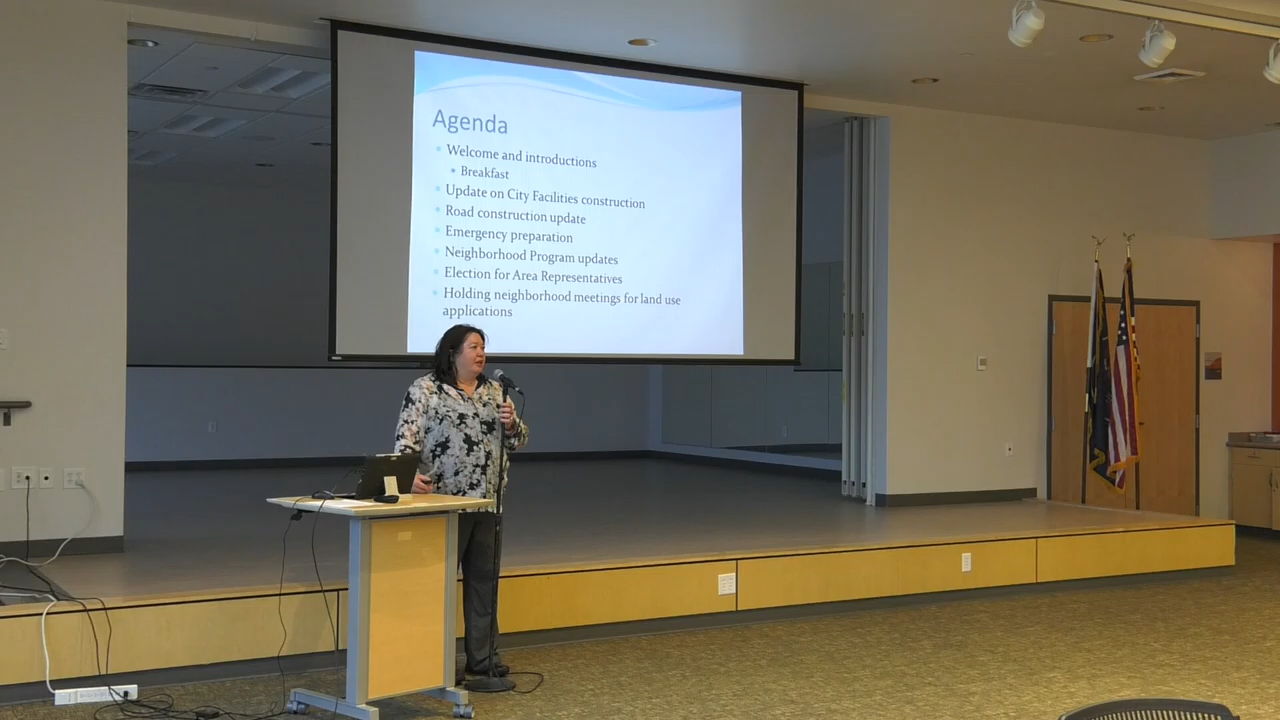 Agenda
Welcome and introductions
Breakfast
Update on City Facilities construction
Road construction update
Emergency preparation
Neighborhood Program updates
Election for Area Representatives
Holding neighborhood meetings for land use
applications